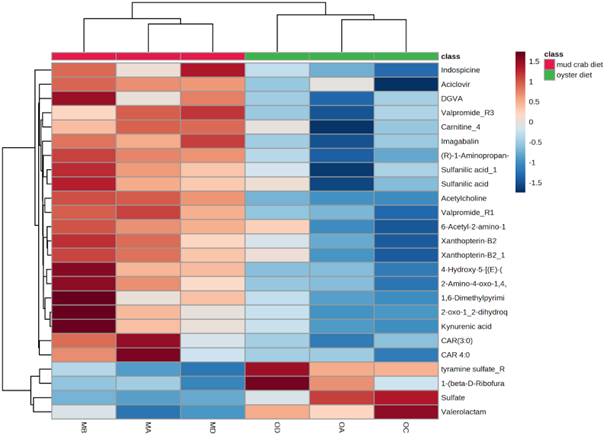 class
class
mud crab diet
oyster diet
1.5
1
0.5
0
-0.5
-1
-1.5
Indospicine
Aciclovir
DGVA
Valpromide_R3
Carnitine_4
Imagabalin
(R)-1-Aminopropan-
Sulfanilic acid_1
Sulfanilic acid
Acetylcholine
Valpromide_R1
6-Acetyl-2-amino-1
Xanthopterin-B2
Xanthopterin-B2_1
4-Hydroxy-5-[(E)-(
2-Amino-4-oxo-1,4,
1,6-Dimethylpyrimi
2-oxo-1_2-dihydroq
Kynurenic acid
CAR(3:0)
CAR 4:0
tyramine sulfate_R
1-(beta-D-Ribofura
Sulfate
Valerolactam
MB
MA
MD
OD
OA
OC